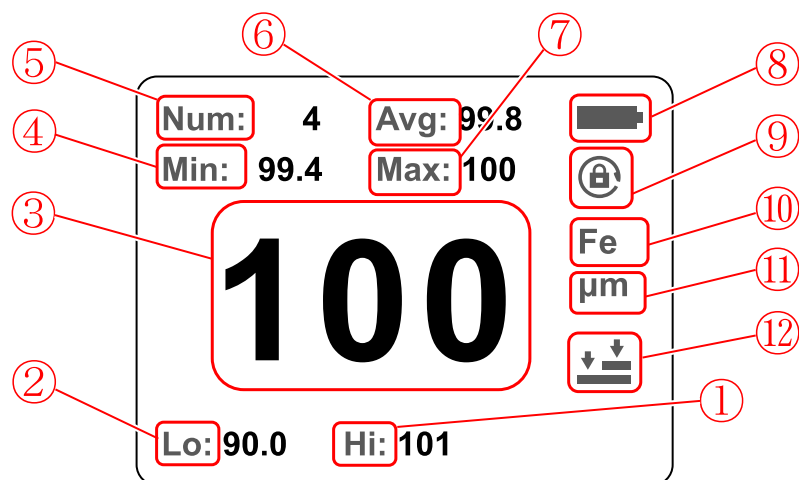 ⑥ ⑦
⑤ ⑧
Num: 4 Avg: 99.8
④ ⑨
Min: 99.4 Max: 100
③ ⑩
Fe
100
⑪
µm
⑫
② ①
Lo: 90.0 Hi: 101